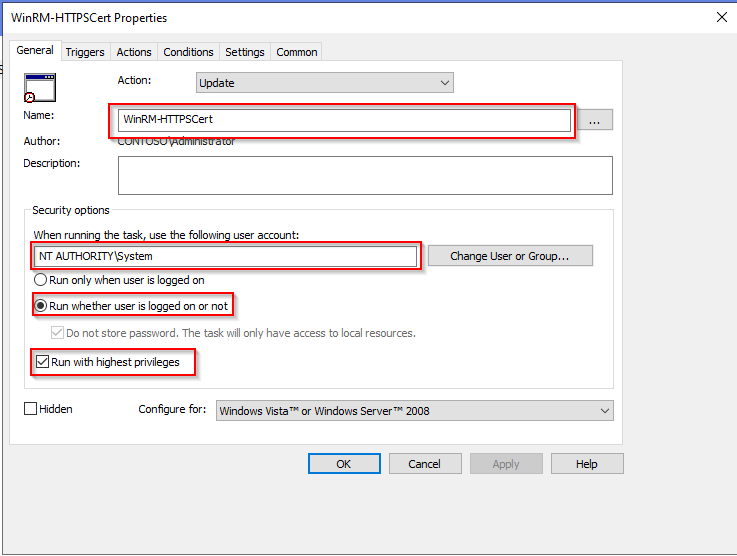 WinRM-HTTPSCert Properties
General Triggers Actions Conditions Settings Common
Action: Update
Name: WinRM-HTTPSCert ...
Author: CONTOSO\Administrator
Description:
Security options
When running the task, use the following user account:
NT AUTHORITY\System Change User or Group...
Run only when user is logged on
Run whether user is logged on or not
Do not store password. The task will only have access to local resources.
Run with highest privileges
Hidden Configure for: Windows Vista™ or Windows Server™ 2008
OK Cancel Apply Help